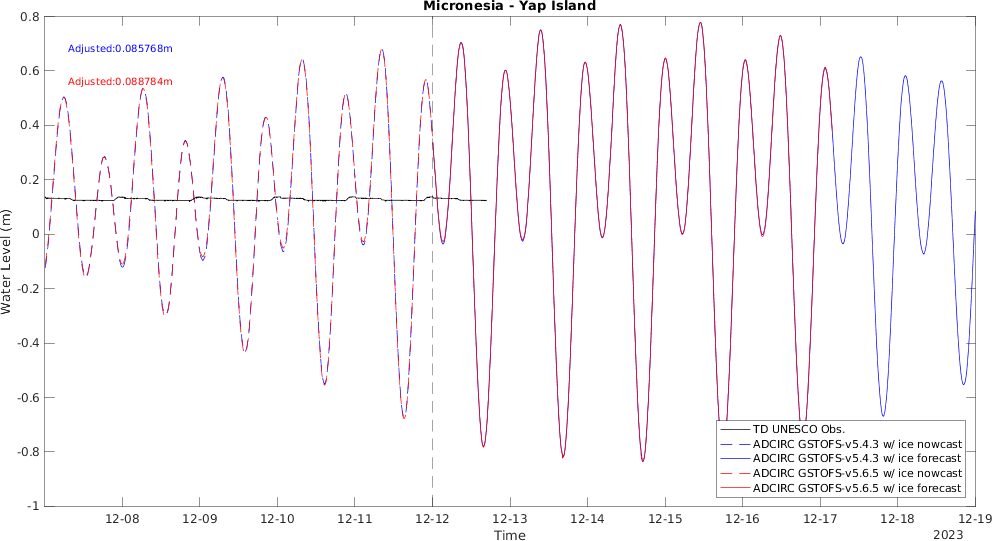 Micronesia - Yap Island
Adjusted:0.085768m
Adjusted:0.088784m
Water Level (m)
0.8
0.6
0.4
0.2
0
-0.2
-0.4
-0.6
-0.8
-1
TD UNESCO Obs.
ADCIRC GSTOFS-v5.4.3 w/ ice nowcast
ADCIRC GSTOFS-v5.4.3 w/ ice forecast
ADCIRC GSTOFS-v5.6.5 w/ ice nowcast
ADCIRC GSTOFS-v5.6.5 w/ ice forecast
12-08 12-09 12-10 12-11 12-12 12-13 12-14 12-15 12-16 12-17 12-18 12-19
Time
2023